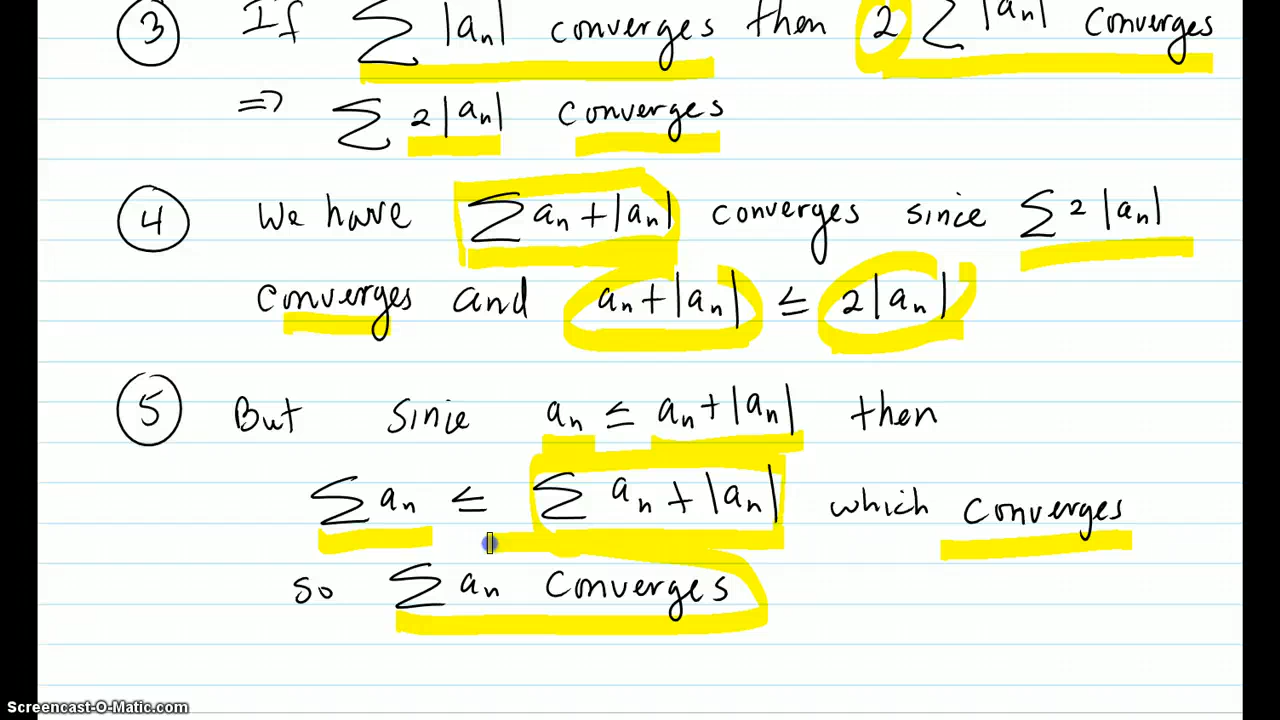 ③ If ∑ |aₙ| converges then 2 ∑ |aₙ| converges
⇒ ∑ 2|aₙ| converges
④ We have ∑ aₙ + |aₙ| converges since ∑ 2 |aₙ|
converges and aₙ + |aₙ| ≤ 2|aₙ|
⑤ But since aₙ ≤ aₙ + |aₙ| then
∑ aₙ ≤ ∑ aₙ + |aₙ| which converges
so ∑ aₙ converges
Screencast-O-Matic.com